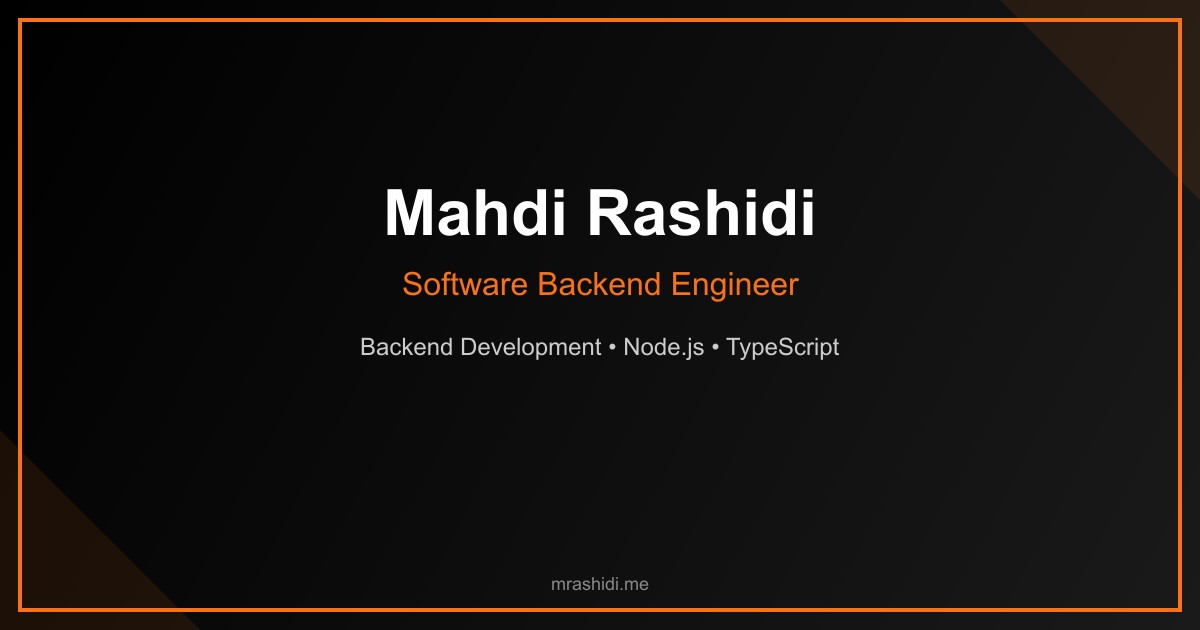 Mahdi Rashidi
Software Backend Engineer
Backend Development • Node.js • TypeScript
mrashidi.me